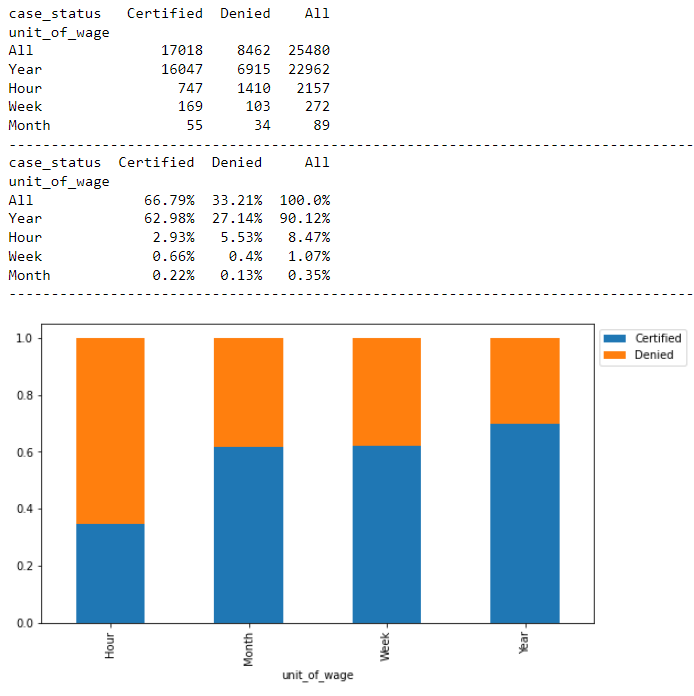 case_status Certified Denied All
unit_of_wage
All 17018 8462 25480
Year 16047 6915 22962
Hour 747 1410 2157
Week 169 103 272
Month 55 34 89
------------------------------------------------------------------------------------
case_status Certified Denied All
unit_of_wage
All 66.79% 33.21% 100.0%
Year 62.98% 27.14% 90.12%
Hour 2.93% 5.53% 8.47%
Week 0.66% 0.4% 1.07%
Month 0.22% 0.13% 0.35%
------------------------------------------------------------------------------------
Certified
Denied
1.0
0.8
0.6
0.4
0.2
0.0
Hour
Month
Week
Year
unit_of_wage